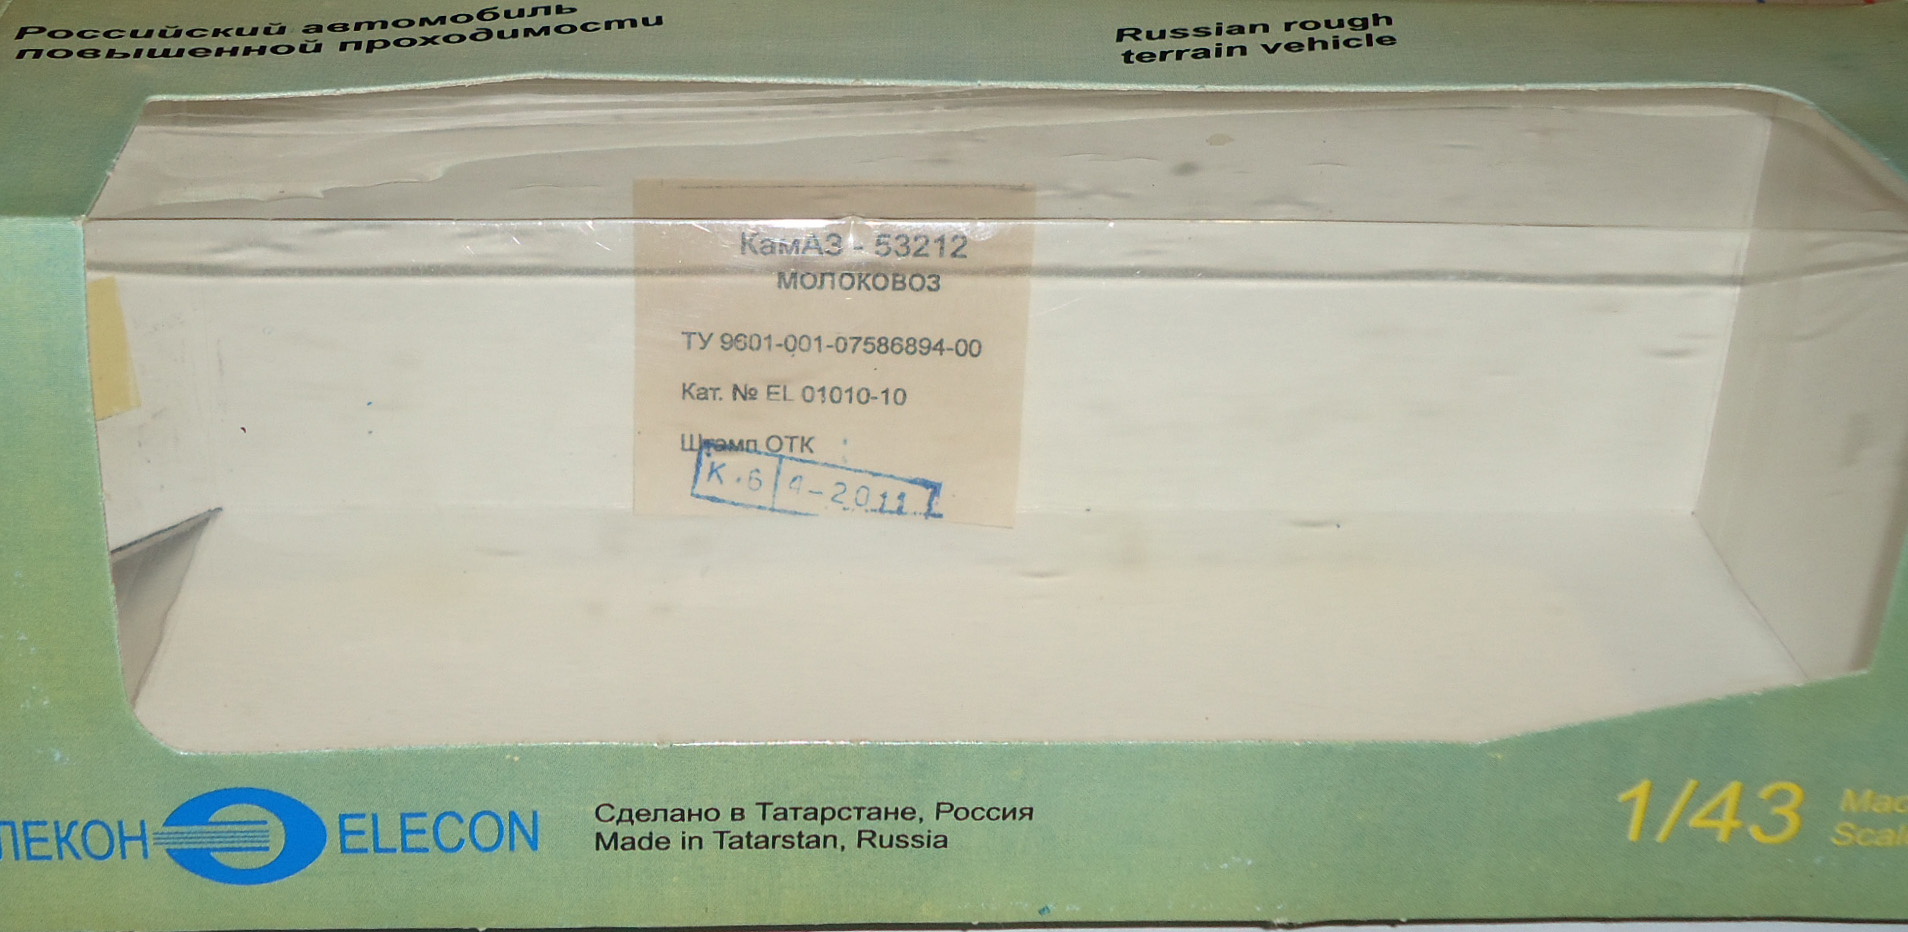 Российский автомобиль
повышенной проходимости
Russian rough
terrain vehicle
КамАЗ - 53212
МОЛОКОВОЗ
ТУ 9601-001-07586894-00
Кат. № EL 01010-10
Штамп ОТК
К.6 4-2011
ЛЕКОН ELECON
Сделано в Татарстане, Россия
Made in Tatarstan, Russia
1/43